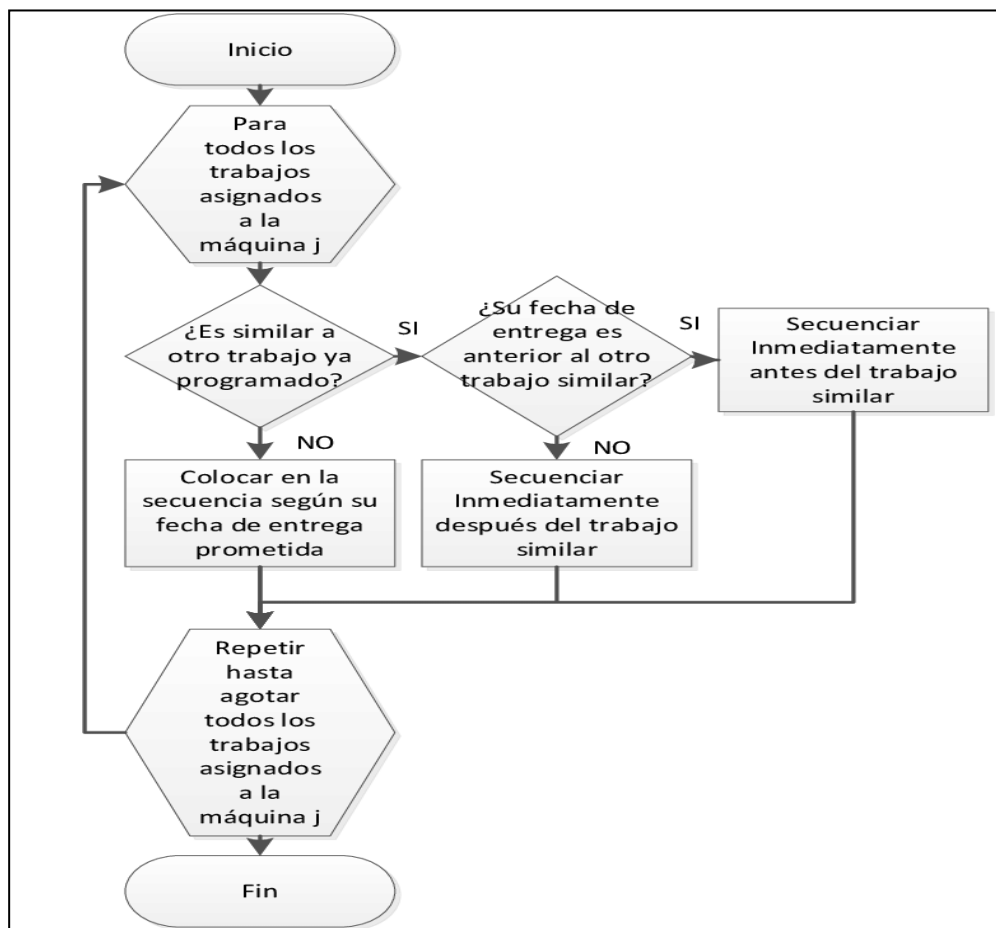 Inicio
Para
todos los
trabajos
asignados
a la
máquina j
¿Es similar a
otro trabajo ya
programado?
SI
¿Su fecha de
entrega es
anterior al otro
trabajo similar?
SI
Secuenciar
Inmediatamente
antes del trabajo
similar
NO
Colocar en la
secuencia según su
fecha de entrega
prometida
NO
Secuenciar
Inmediatamente
después del trabajo
similar
Repetir
hasta
agotar
todos los
trabajos
asignados
a la
máquina j
Fin